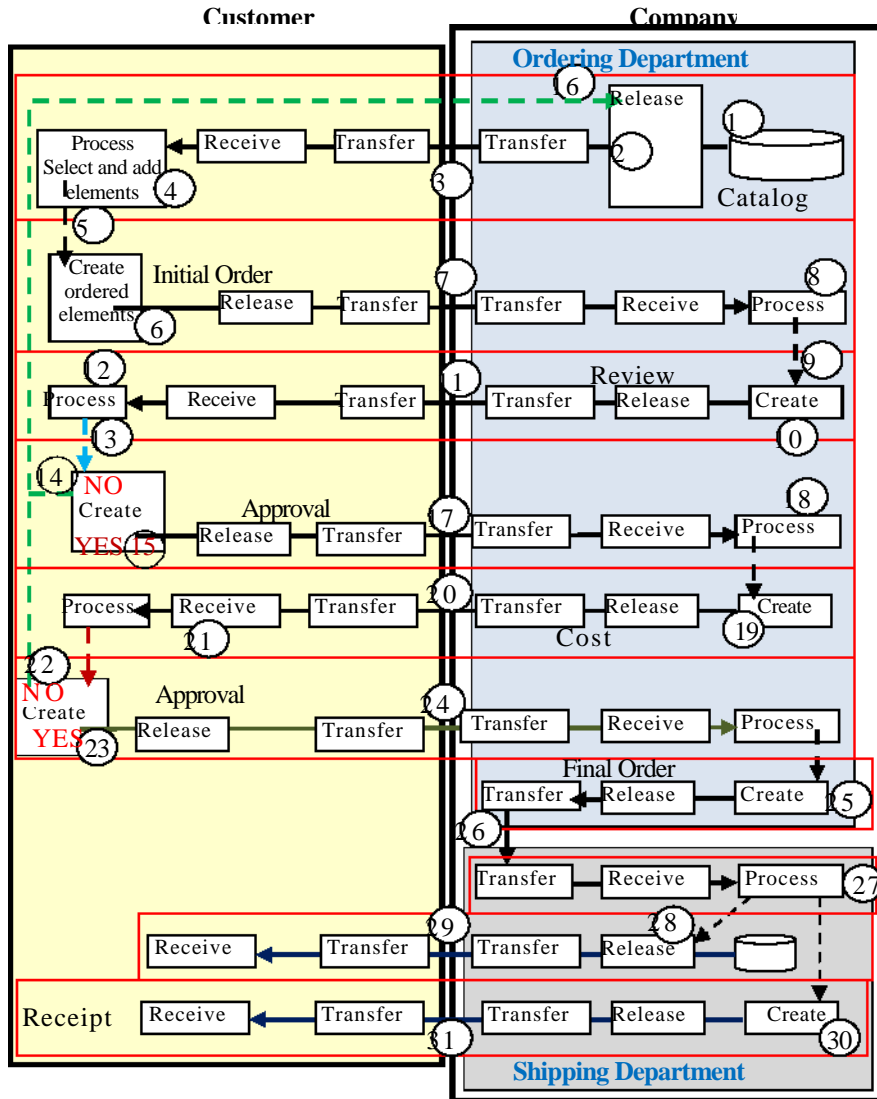 Customer
Company
Ordering Department
16
Release
1
Process
Select and add
elements
Receive
Transfer
Transfer
2
3
4
Catalog
5
Create
ordered
elements
Initial Order
7
8
Release
Transfer
Transfer
Receive
Process
6
9
12
1
Review
Process
Receive
Transfer
Transfer
Release
Create
13
10
14
NO
Create
Approval
17
18
YES 15
Release
Transfer
Transfer
Receive
Process
20
Process
Receive
Transfer
Transfer
Release
Create
21
Cost
19
22
NO
Create
Approval
24
YES
Release
Transfer
Transfer
Receive
Process
23
Final Order
Transfer
Release
Create
25
26
Transfer
Receive
Process
27
29
28
Receive
Transfer
Transfer
Release
Receipt
Receive
Transfer
Transfer
Release
Create
31
30
Shipping Department